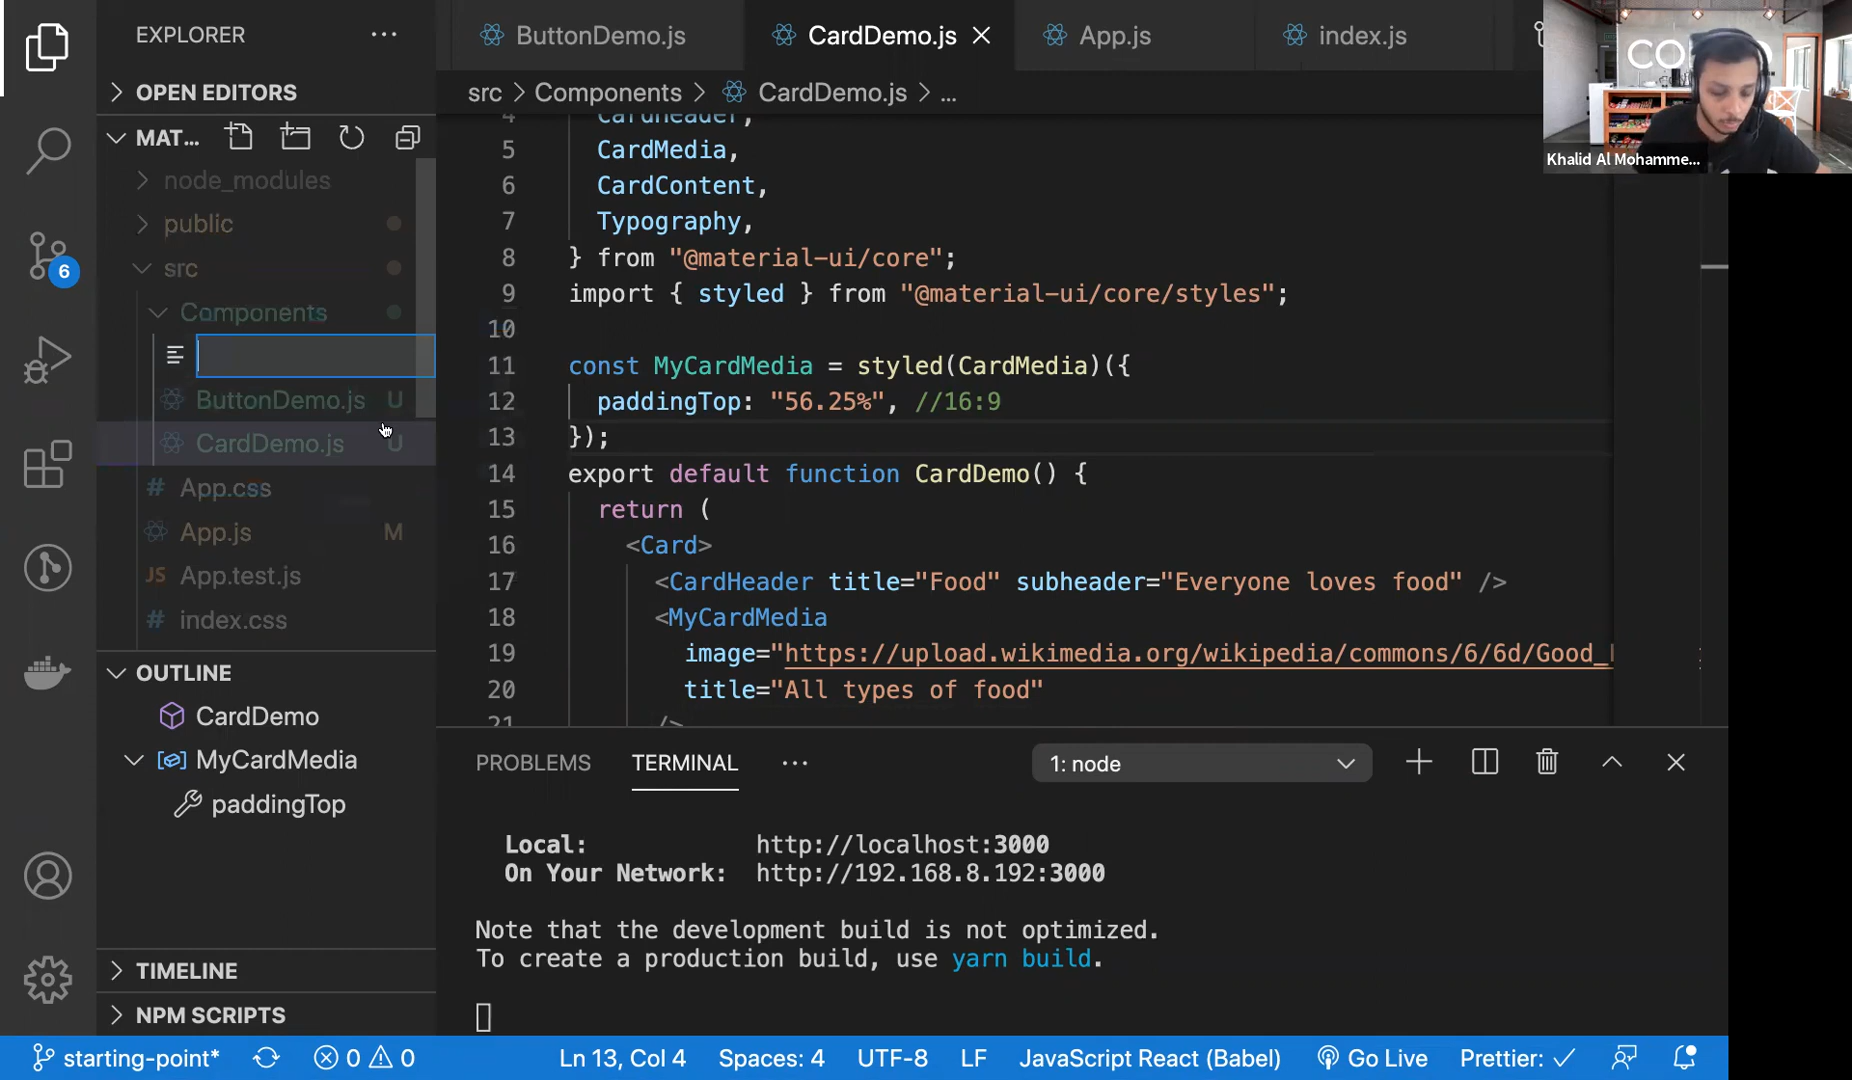 EXPLORER
OPEN EDITORS
MAT...
node_modules
public
src
Components
ButtonDemo.js U
CardDemo.js U
App.css
App.js M
JS App.test.js
index.css
OUTLINE
CardDemo
MyCardMedia
paddingTop
TIMELINE
NPM SCRIPTS
6
ButtonDemo.js
CardDemo.js
App.js
index.js
src > Components > CardDemo.js > ...
4 CardHeader,
5 CardMedia,
6 CardContent,
7 Typography,
8 } from "@material-ui/core";
9 import { styled } from "@material-ui/core/styles";
10
11 const MyCardMedia = styled(CardMedia)({
12 paddingTop: "56.25%", //16:9
13 });
14 export default function CardDemo() {
15 return (
16 <Card>
17 <CardHeader title="Food" subheader="Everyone loves food" />
18 <MyCardMedia
19 image="https://upload.wikimedia.org/wikipedia/commons/6/6d/Good_
20 title="All types of food"
21 />
PROBLEMS TERMINAL ... 1: node
Local: http://localhost:3000
On Your Network: http://192.168.8.192:3000
Note that the development build is not optimized.
To create a production build, use yarn build.
starting-point* 0 0 Ln 13, Col 4 Spaces: 4 UTF-8 LF JavaScript React (Babel) Go Live Prettier: ✓
Khalid Al Mohamme...